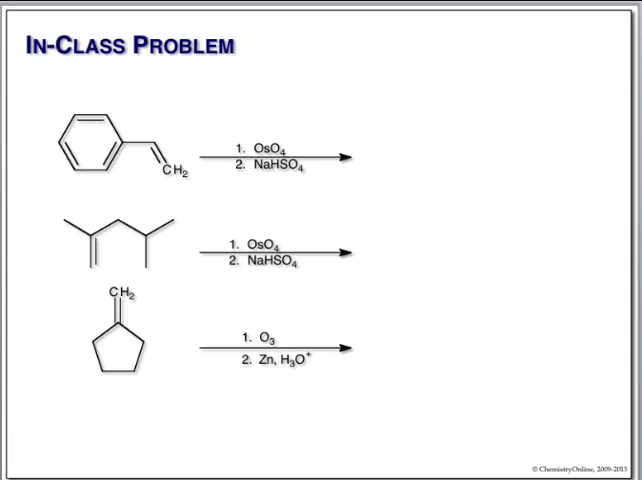 IN-CLASS PROBLEM
CH₂
1. OsO₄
2. NaHSO₄
1. OsO₄
2. NaHSO₄
CH₂
1. O₃
2. Zn, H₃O⁺
© ChemistryOnline, 2009-2015